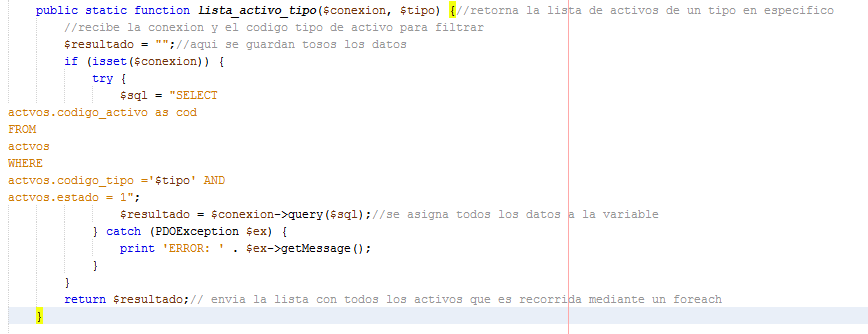 public static function lista_activo_tipo($conexion, $tipo) {//retorna la lista de activos de un tipo en especifico
//recibe la conexion y el codigo tipo de activo para filtrar
$resultado = "";//aqui se guardan tosos los datos
if (isset($conexion)) {
try {
$sql = "SELECT
actvos.codigo_activo as cod
FROM
actvos
WHERE
actvos.codigo_tipo ='$tipo' AND
actvos.estado = 1";
$resultado = $conexion->query($sql);//se asigna todos los datos a la variable
} catch (PDOException $ex) {
print 'ERROR: ' . $ex->getMessage();
}
}
return $resultado;// envia la lista con todos los activos que es recorrida mediante un foreach
}